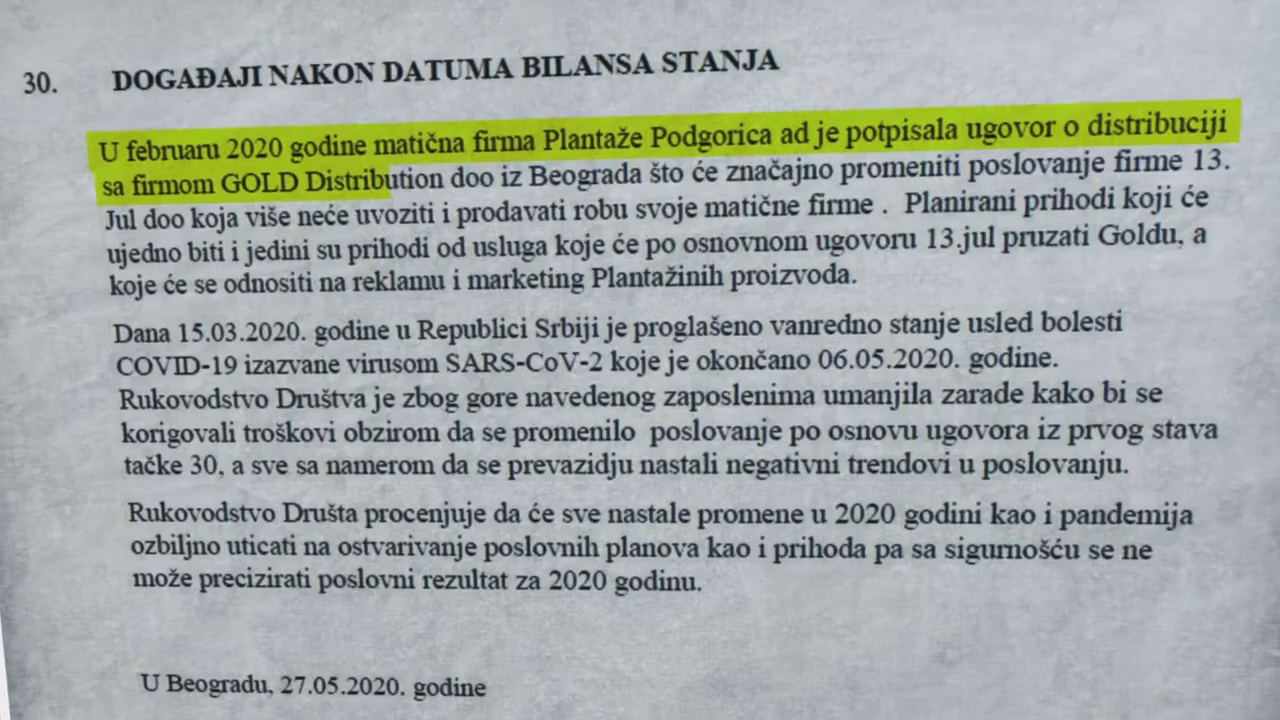 30. DOGAĐAJI NAKON DATUMA BILANSA STANJA
U februaru 2020 godine matična firma Plantaže Podgorica ad je potpisala ugovor o distribuciji
sa firmom GOLD Distribution doo iz Beograda što će značajno promeniti poslovanje firme 13.
Jul doo koja više neće uvoziti i prodavati robu svoje matične firme . Planirani prihodi koji će
ujedno biti i jedini su prihodi od usluga koje će po osnovnom ugovoru 13.jul pruzati Goldu, a
koje će se odnositi na reklamu i marketing Plantažinih proizvoda.
Dana 15.03.2020. godine u Republici Srbiji je proglašeno vanredno stanje usled bolesti
COVID-19 izazvane virusom SARS-CoV-2 koje je okončano 06.05.2020. godine.
Rukovodstvo Društva je zbog gore navedenog zaposlenima umanjila zarade kako bi se
korigovali troškovi obzirom da se promenilo poslovanje po osnovu ugovora iz prvog stava
tačke 30, a sve sa namerom da se prevazidju nastali negativni trendovi u poslovanju.
Rukovodstvo Društa procenjuje da će sve nastale promene u 2020 godini kao i pandemija
ozbiljno uticati na ostvarivanje poslovnih planova kao i prihoda pa sa sigurnošću se ne
može precizirati poslovni rezultat za 2020 godinu.
U Beogradu, 27.05.2020. godine